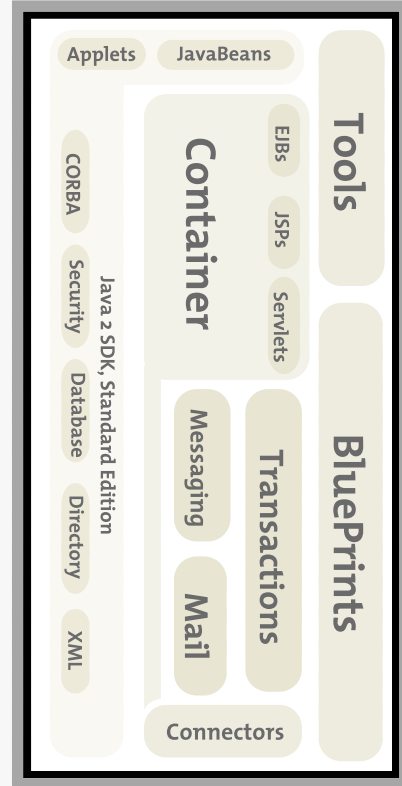 Applets
JavaBeans
Tools
BluePrints
EJBs
JSPs
Servlets
Container
Transactions
Messaging
Mail
Connectors
Java 2 SDK, Standard Edition
CORBA
Security
Database
Directory
XML